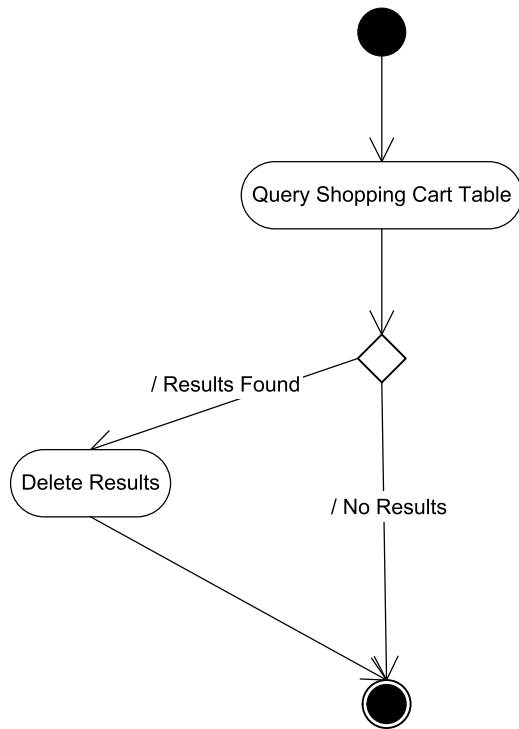 Query Shopping Cart Table
/ Results Found
Delete Results
/ No Results